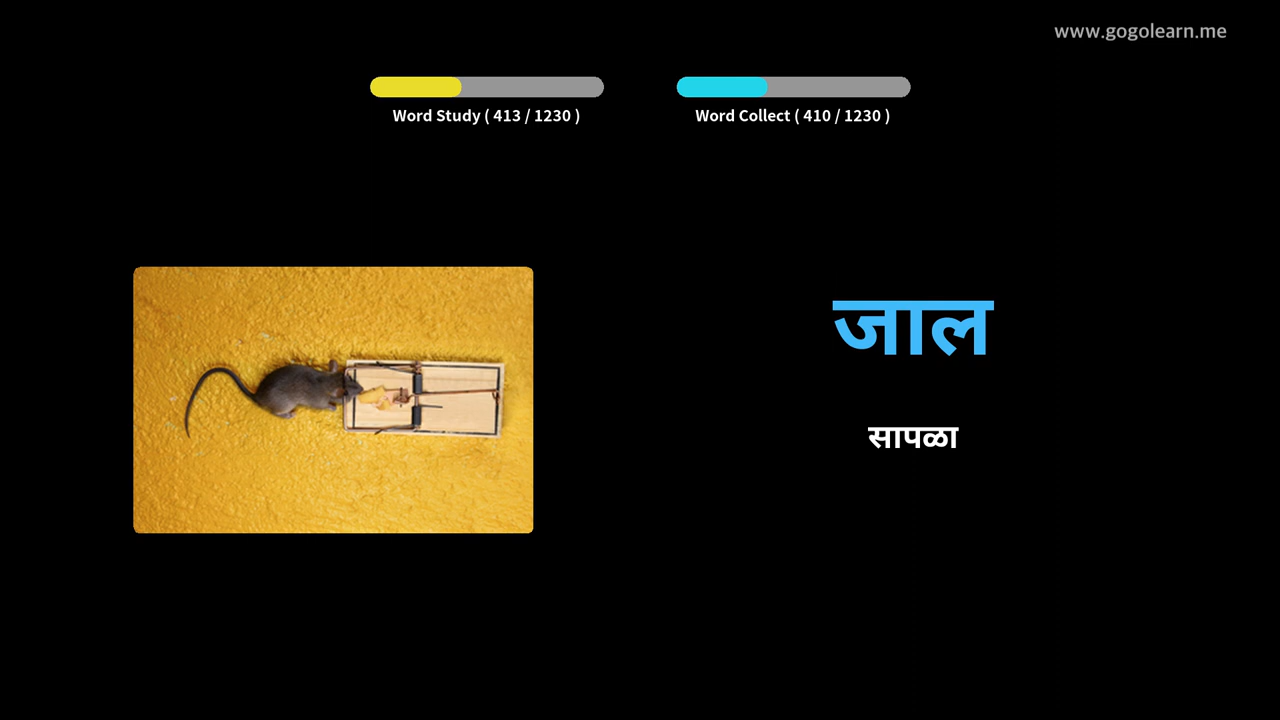 www.gogolearn.me
Word Study ( 413 / 1230 )
Word Collect ( 410 / 1230 )
जाल
सापळा